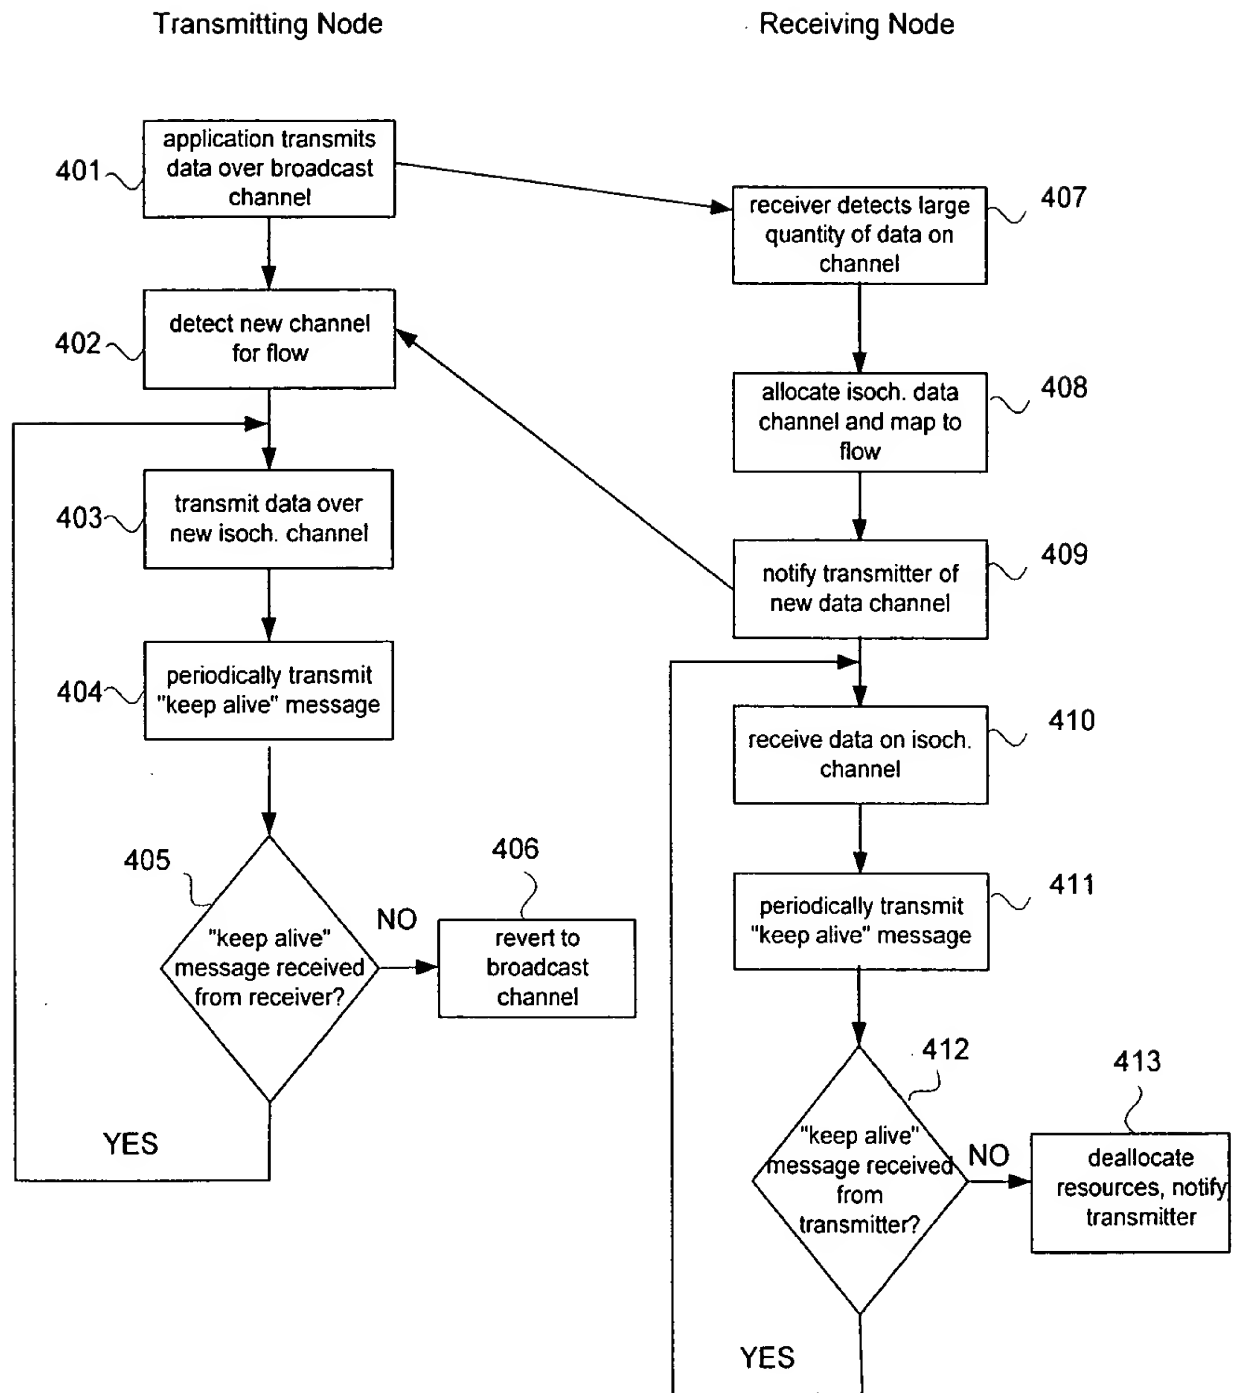 Transmitting Node
Receiving Node
401
application transmits
data over broadcast
channel
402
detect new channel
for flow
403
transmit data over
new isoch. channel
404
periodically transmit
"keep alive" message
405
"keep alive"
message received
from receiver?
NO
YES
406
revert to
broadcast
channel
407
receiver detects large
quantity of data on
channel
408
allocate isoch. data
channel and map to
flow
409
notify transmitter of
new data channel
410
receive data on isoch.
channel
411
periodically transmit
"keep alive" message
412
"keep alive"
message received
from
transmitter?
NO
YES
413
deallocate
resources, notify
transmitter